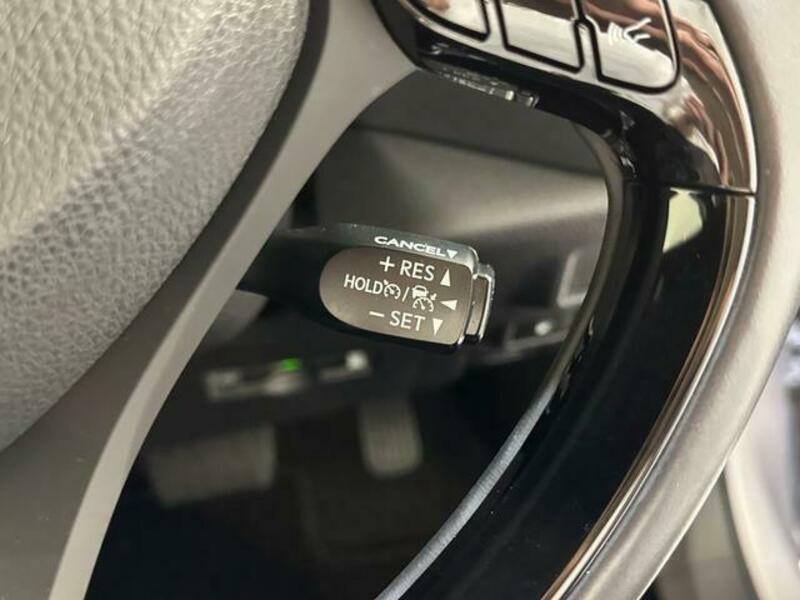 CANCEL▼
+RES▲
HOLD / ◀
−SET▼